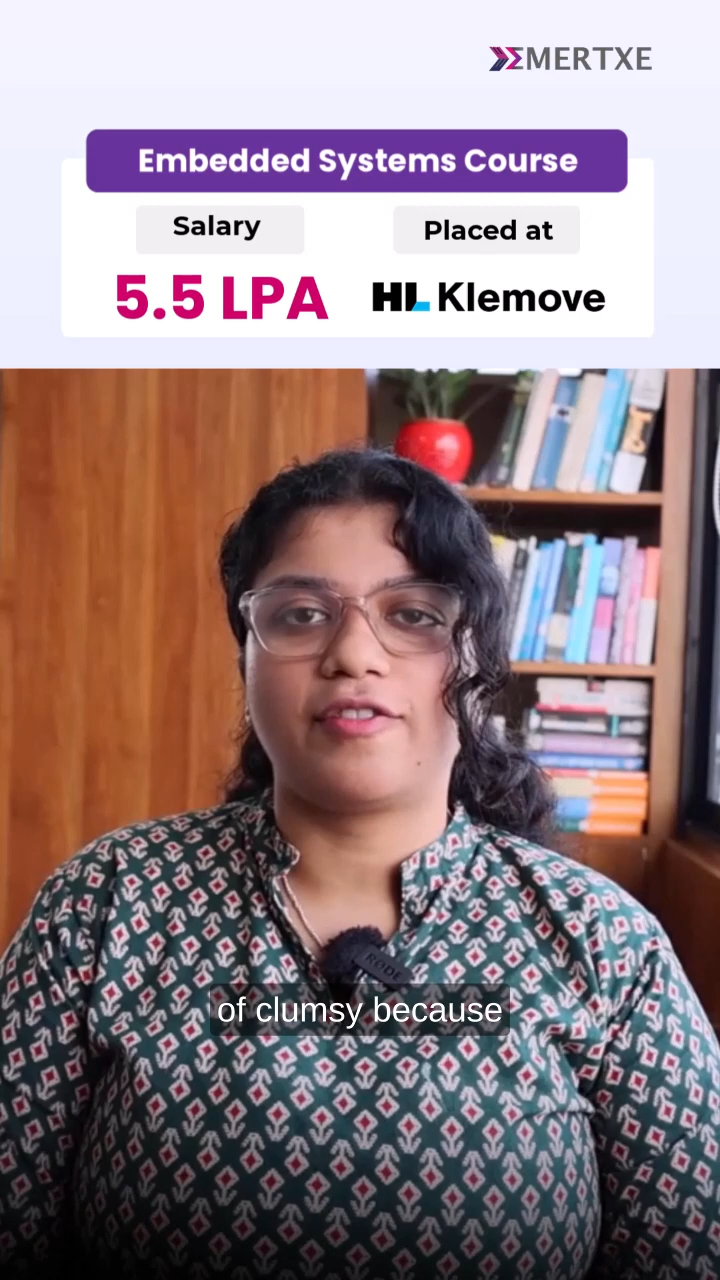 EMERTXE
Embedded Systems Course
Salary
Placed at
5.5 LPA
HL Klemove
RODE
of clumsy because